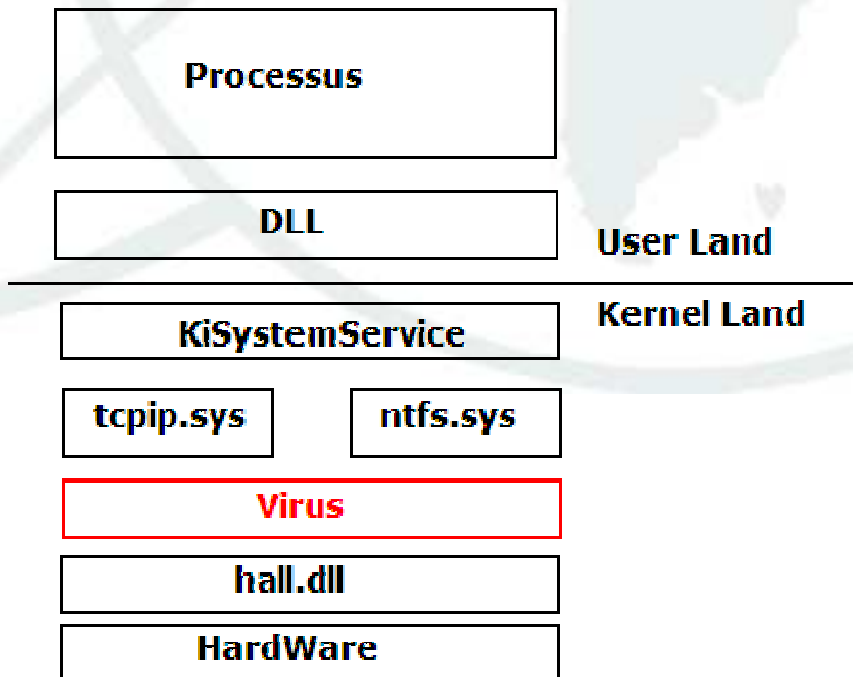 Processus
DLL
User Land
Kernel Land
KiSystemService
tcpip.sys
ntfs.sys
Virus
hall.dll
HardWare